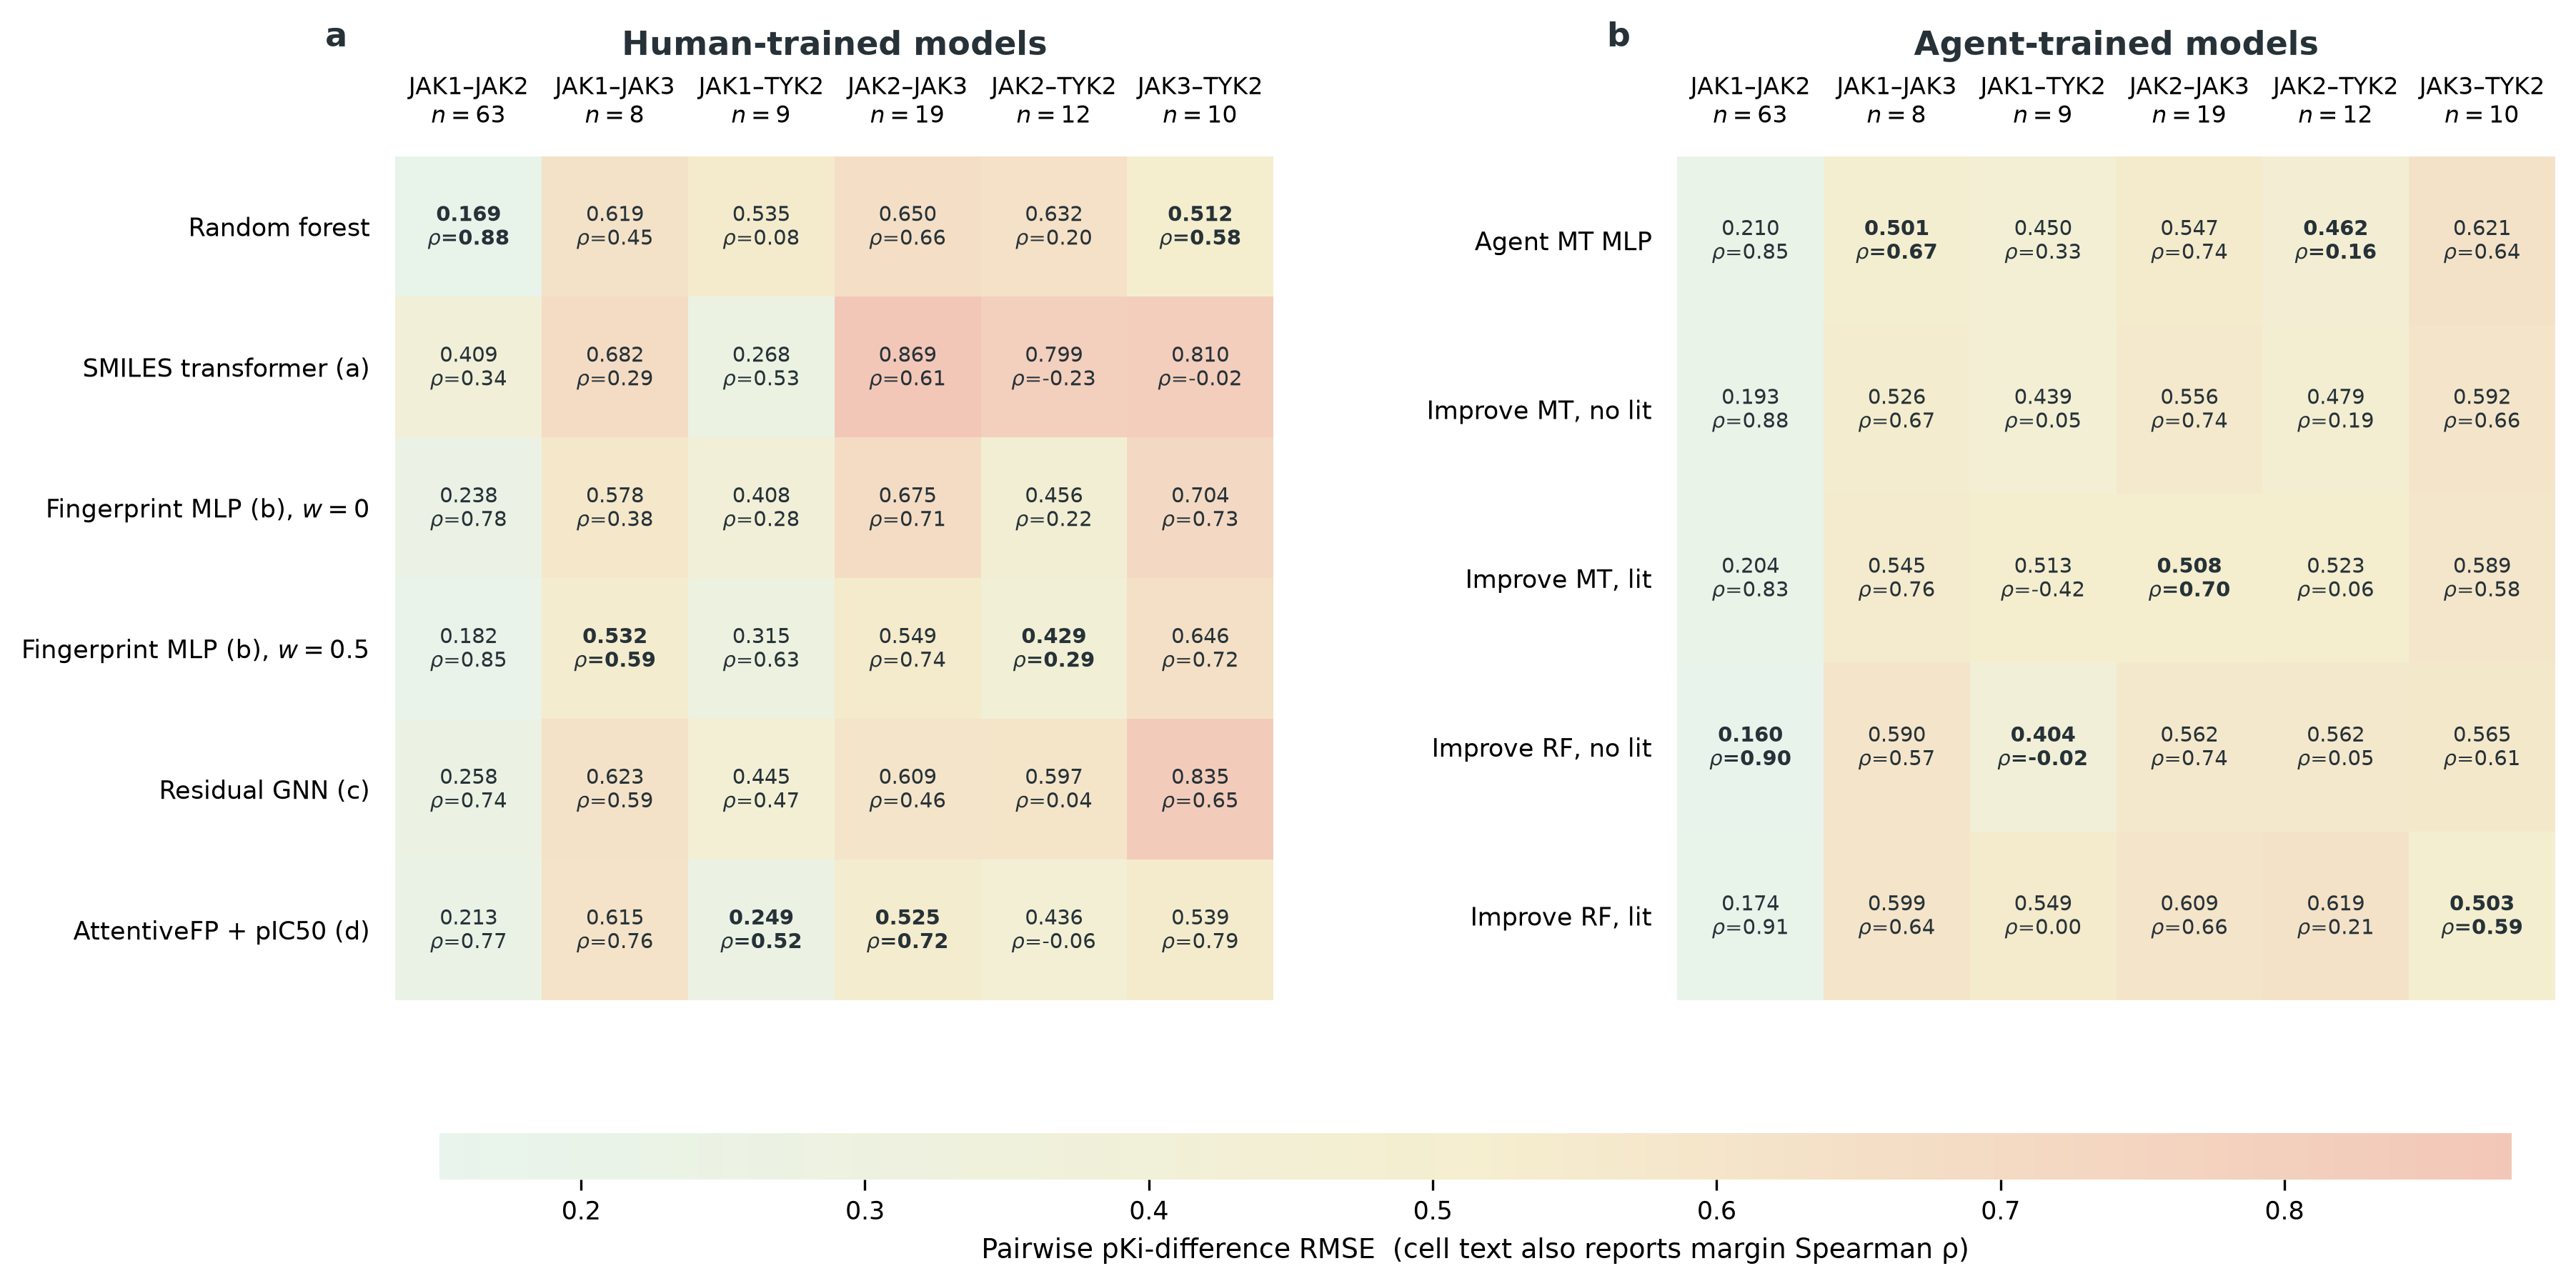 a
Human-trained models
JAK1–JAK2 JAK1–JAK3 JAK1–TYK2 JAK2–JAK3 JAK2–TYK2 JAK3–TYK2
n = 63 n = 8 n = 9 n = 19 n = 12 n = 10
Random forest
0.169 0.619 0.535 0.650 0.632 0.512
ρ=0.88 ρ=0.45 ρ=0.08 ρ=0.66 ρ=0.20 ρ=0.58
SMILES transformer (a)
0.409 0.682 0.268 0.869 0.799 0.810
ρ=0.34 ρ=0.29 ρ=0.53 ρ=0.61 ρ=-0.23 ρ=-0.02
Fingerprint MLP (b), w = 0
0.238 0.578 0.408 0.675 0.456 0.704
ρ=0.78 ρ=0.38 ρ=0.28 ρ=0.71 ρ=0.22 ρ=0.73
Fingerprint MLP (b), w = 0.5
0.182 0.532 0.315 0.549 0.429 0.646
ρ=0.85 ρ=0.59 ρ=0.63 ρ=0.74 ρ=0.29 ρ=0.72
Residual GNN (c)
0.258 0.623 0.445 0.609 0.597 0.835
ρ=0.74 ρ=0.59 ρ=0.47 ρ=0.46 ρ=0.04 ρ=0.65
AttentiveFP + pIC50 (d)
0.213 0.615 0.249 0.525 0.436 0.539
ρ=0.77 ρ=0.76 ρ=0.52 ρ=0.72 ρ=-0.06 ρ=0.79
b
Agent-trained models
JAK1–JAK2 JAK1–JAK3 JAK1–TYK2 JAK2–JAK3 JAK2–TYK2 JAK3–TYK2
n = 63 n = 8 n = 9 n = 19 n = 12 n = 10
Agent MT MLP
0.210 0.501 0.450 0.547 0.462 0.621
ρ=0.85 ρ=0.67 ρ=0.33 ρ=0.74 ρ=0.16 ρ=0.64
Improve MT, no lit
0.193 0.526 0.439 0.556 0.479 0.592
ρ=0.88 ρ=0.67 ρ=0.05 ρ=0.74 ρ=0.19 ρ=0.66
Improve MT, lit
0.204 0.545 0.513 0.508 0.523 0.589
ρ=0.83 ρ=0.76 ρ=-0.42 ρ=0.70 ρ=0.06 ρ=0.58
Improve RF, no lit
0.160 0.590 0.404 0.562 0.562 0.565
ρ=0.90 ρ=0.57 ρ=-0.02 ρ=0.74 ρ=0.05 ρ=0.61
Improve RF, lit
0.174 0.599 0.549 0.609 0.619 0.503
ρ=0.91 ρ=0.64 ρ=0.00 ρ=0.66 ρ=0.21 ρ=0.59
0.2 0.3 0.4 0.5 0.6 0.7 0.8
Pairwise pKi-difference RMSE (cell text also reports margin Spearman ρ)